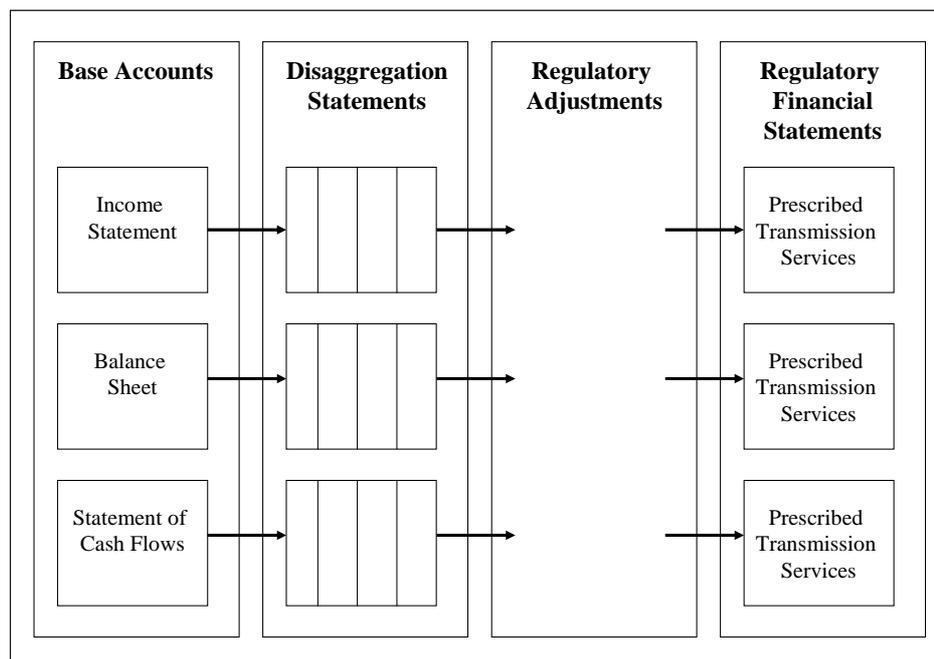 Base Accounts
Disaggregation
Statements
Regulatory
Adjustments
Regulatory
Financial
Statements
Income
Statement
Prescribed
Transmission
Services
Balance
Sheet
Prescribed
Transmission
Services
Statement of
Cash Flows
Prescribed
Transmission
Services